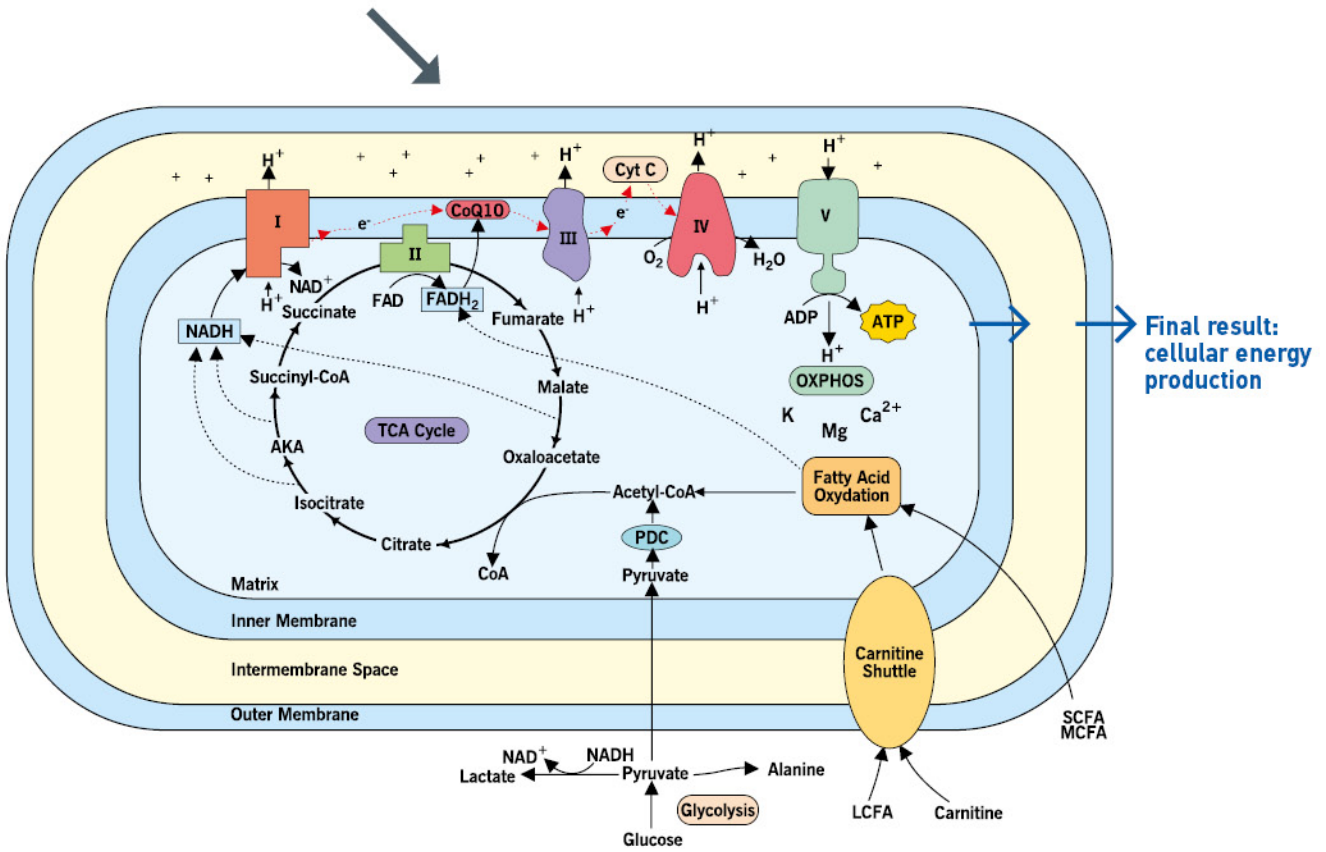 H+
H+
H+
H+
Cyt C
I
e-
CoQ10
III
e-
IV
V
II
O2
H2O
NAD+
H+
FAD
FADH2
H+
H+
Succinate
Fumarate
ADP
ATP
NADH
H+
Final result:
cellular energy
production
Succinyl-CoA
Malate
OXPHOS
K
Mg
Ca2+
TCA Cycle
AKA
Oxaloacetate
Fatty Acid
Oxydation
Isocitrate
Acetyl-CoA
Citrate
PDC
CoA
Pyruvate
Matrix
Inner Membrane
Carnitine
Shuttle
Intermembrane Space
Outer Membrane
SCFA
MCFA
NAD+
NADH
Lactate
Pyruvate
Alanine
Glycolysis
LCFA
Carnitine
Glucose